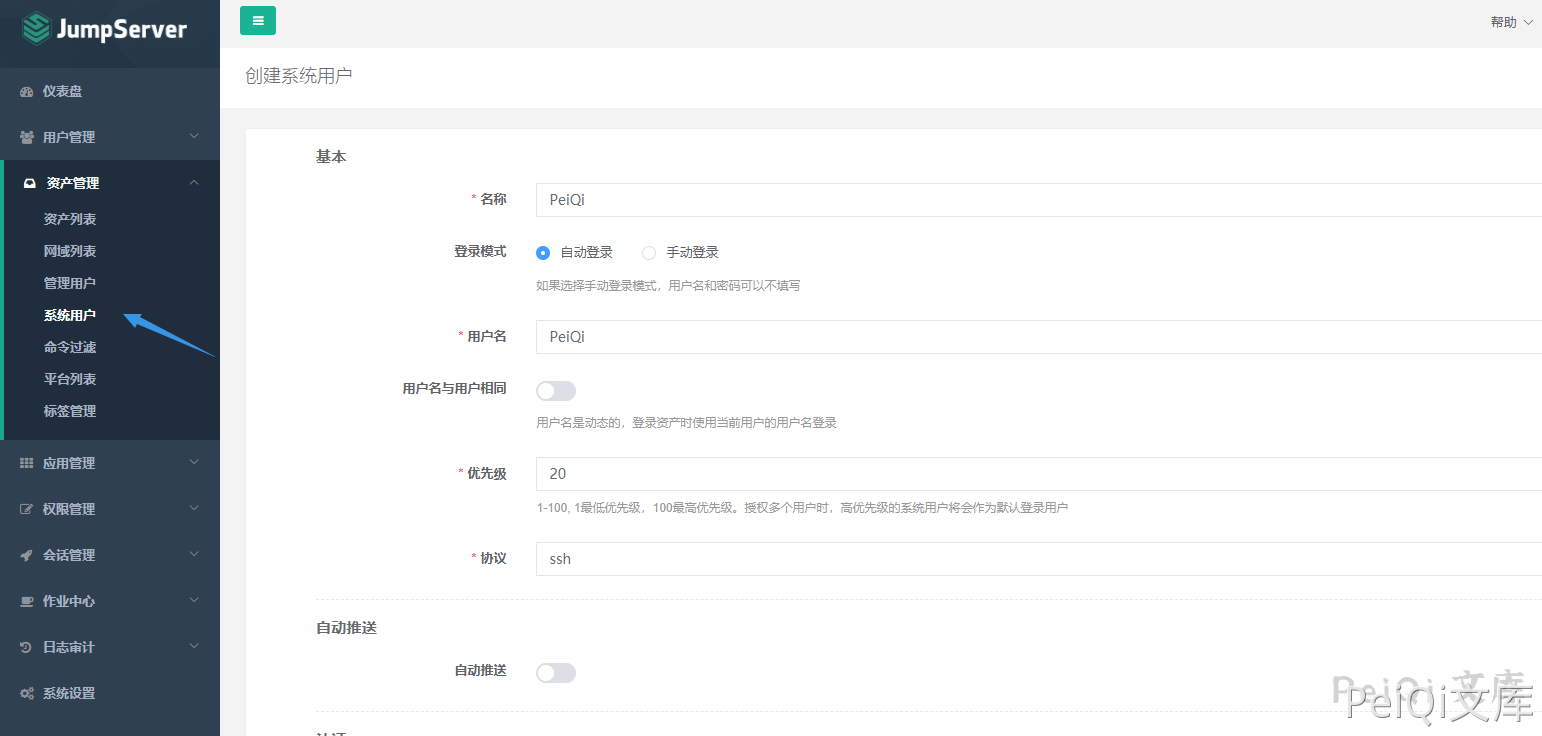 JumpServer
帮助
创建系统用户
仪表盘
用户管理
资产管理
资产列表
网域列表
管理用户
系统用户
命令过滤
平台列表
标签管理
应用管理
权限管理
会话管理
作业中心
日志审计
系统设置
基本
* 名称 PeiQi
登录模式 自动登录 手动登录
如果选择手动登录模式，用户名和密码可以不填写
* 用户名 PeiQi
用户名与用户相同
用户名是动态的，登录资产时使用当前用户的用户名登录
* 优先级 20
1-100, 1最低优先级，100最高优先级。授权多个用户时，高优先级的系统用户将会作为默认登录用户
* 协议 ssh
自动推送
自动推送
PeiQi 文库
PeiQi文库